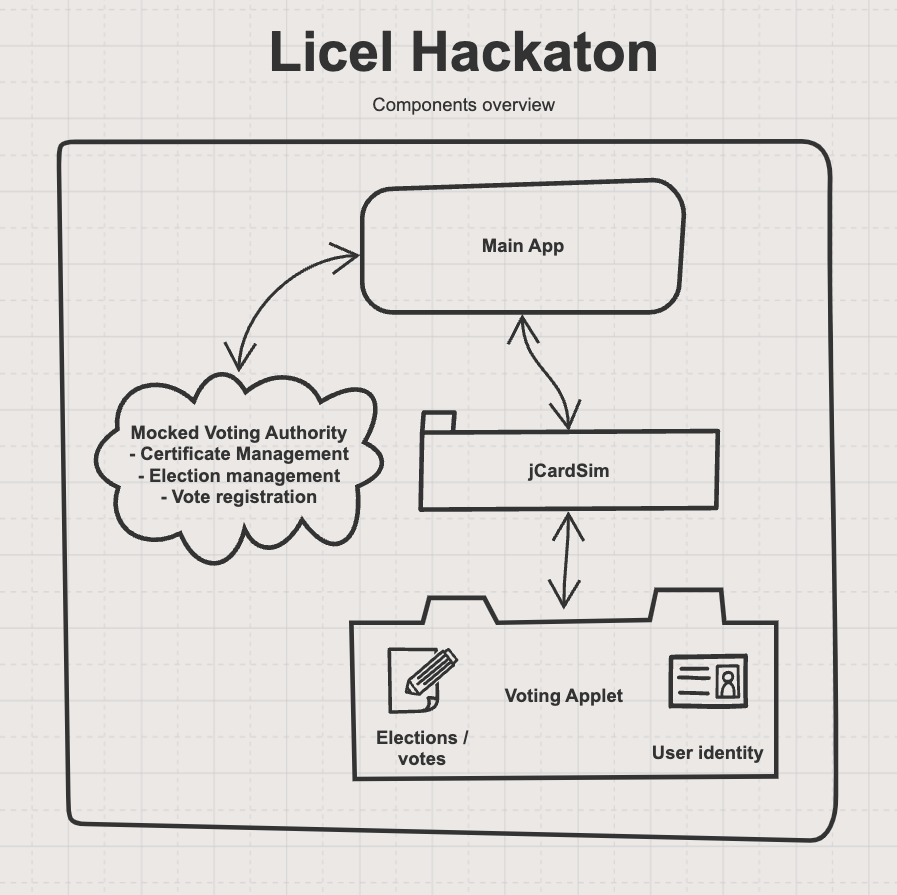 Licel Hackaton
Components overview
Main App
Mocked Voting Authority
- Certificate Management
- Election management
- Vote registration
jCardSim
Voting Applet
Elections /
votes
User identity